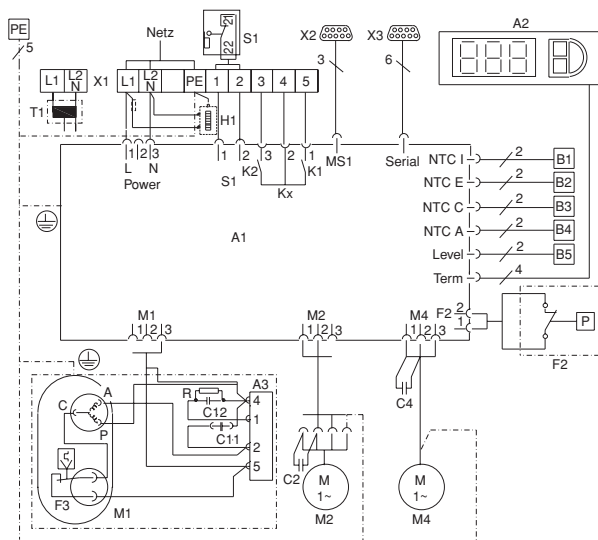 PE
5
Netz
21
22
S1
X2
3
X3
6
A2
L1 L2 N X1 L1 L2 N PE 1 2 3 4 5
T1
H1
1 2 3
L N
Power
1 2
S1
3 2 1
K2 K1
Kx
MS1
Serial
NTC I 2 B1
NTC E 2 B2
NTC C 2 B3
NTC A 2 B4
Level 2 B5
Term 4
A1
M1
1 2 3
M2
1 2 3
M4
1 2 3
F2 2
1
P
F2
A3
A
C
P
R
C12
C11
4
1
2
5
F3
M1
C2
M
1~
M2
C4
M
1~
M4